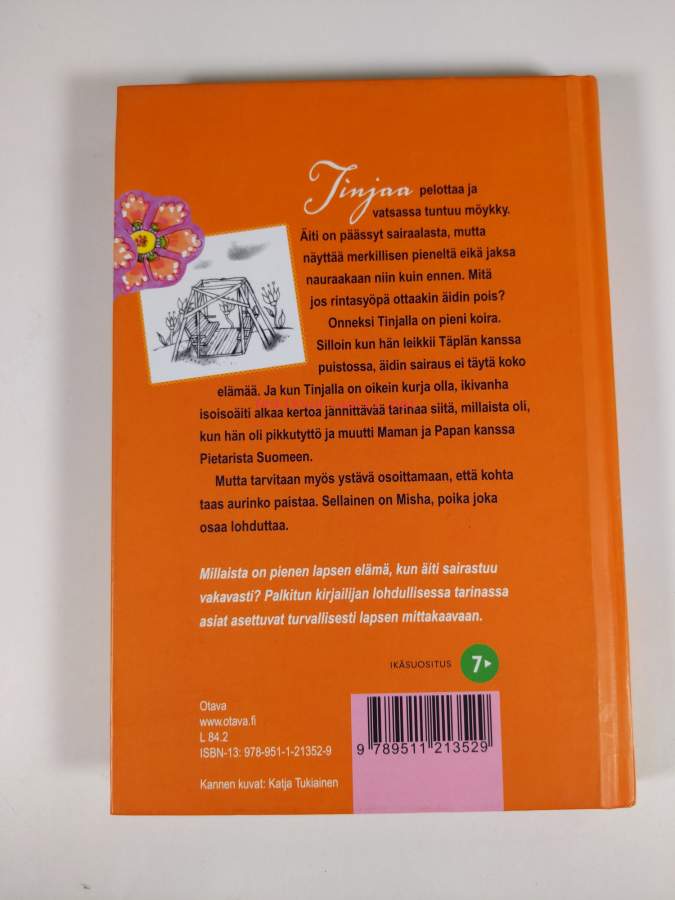 Tinjaa pelottaa ja
vatsassa tuntuu möykky.
Äiti on päässyt sairaalasta, mutta
näyttää merkillisen pieneltä eikä jaksa
nauraakaan niin kuin ennen. Mitä
jos rintasyöpä ottaakin äidin pois?
Onneksi Tinjalla on pieni koira.
Silloin kun hän leikkii Täplän kanssa
puistossa, äidin sairaus ei täytä koko
elämää. Ja kun Tinjalla on oikein kurja olla, ikivanha
isoisoäiti alkaa kertoa jännittävää tarinaa siitä, millaista oli,
kun hän oli pikkutyttö ja muutti Maman ja Papan kanssa
Pietarista Suomeen.
Mutta tarvitaan myös ystävä osoittamaan, että kohta
taas aurinko paistaa. Sellainen on Misha, poika joka
osaa lohduttaa.
Millaista on pienen lapsen elämä, kun äiti sairastuu
vakavasti? Palkitun kirjailijan lohdullisessa tarinassa
asiat asettuvat turvallisesti lapsen mittakaavaan.
IKÄSUOSITUS 7
Otava
www.otava.fi
L 84.2
ISBN-13: 978-951-1-21352-9
9 789511 213529
Kannen kuvat: Katja Tukiainen